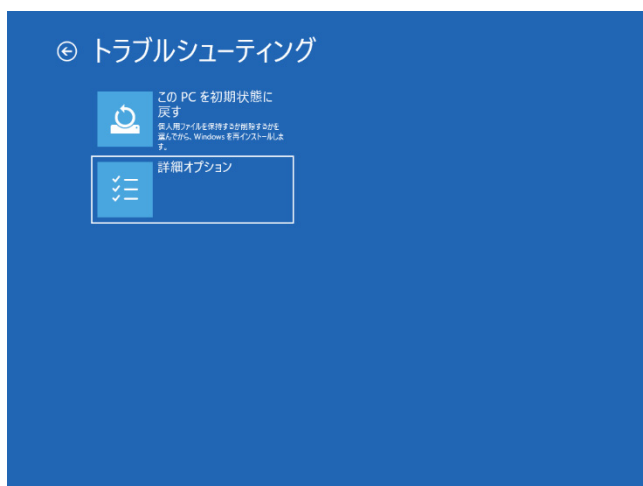 トラブルシューティング
この PC を初期状態に
戻す
個人用ファイルを保持するか削除するかを
選んでから、Windows を再インストールしま
す。
詳細オプション